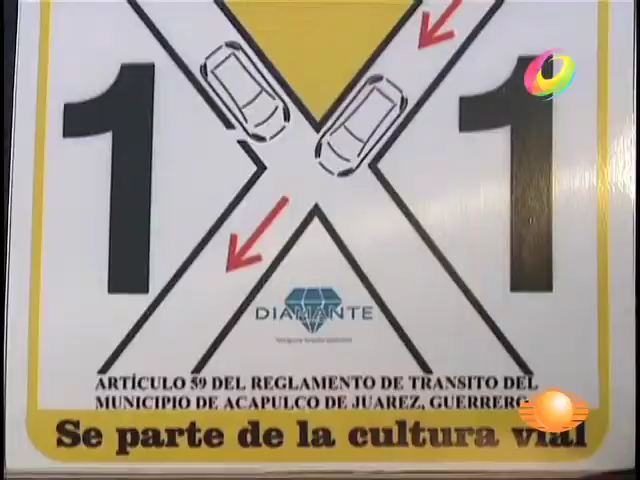 1 1
DIAMANTE
ARTÍCULO 59 DEL REGLAMENTO DE TRANSITO DEL
MUNICIPIO DE ACAPULCO DE JUAREZ, GUERRERO
Se parte de la cultura vial